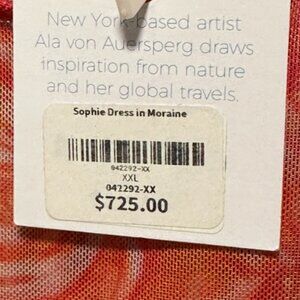 New York-based artist
Ala von Auersperg draws
inspiration from nature
and her global travels.
Sophie Dress in Moraine
042292-XX
XXL
042292-XX
$725.00